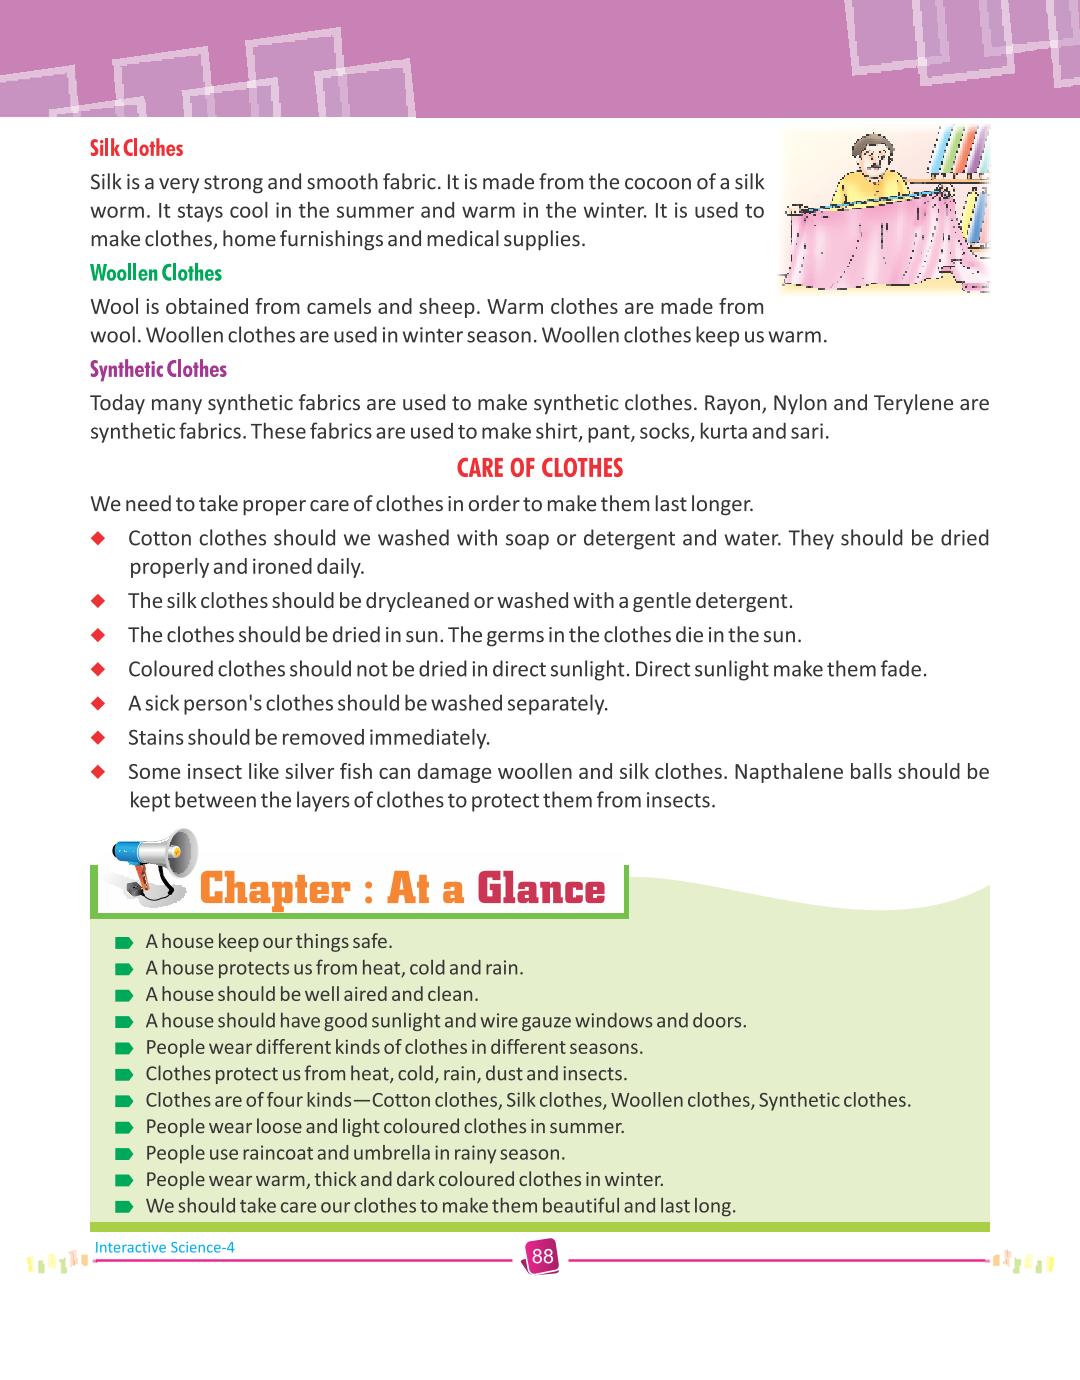 Silk Clothes
Silk is a very strong and smooth fabric. It is made from the cocoon of a silk
worm. It stays cool in the summer and warm in the winter. It is used to
make clothes, home furnishings and medical supplies.
Woollen Clothes
Wool is obtained from camels and sheep. Warm clothes are made from
wool. Woollen clothes are used in winter season. Woollen clothes keep us warm.
Synthetic Clothes
Today many synthetic fabrics are used to make synthetic clothes. Rayon, Nylon and Terylene are
synthetic fabrics. These fabrics are used to make shirt, pant, socks, kurta and sari.
CARE OF CLOTHES
We need to take proper care of clothes in order to make them last longer.
◆ Cotton clothes should we washed with soap or detergent and water. They should be dried
properly and ironed daily.
◆ The silk clothes should be drycleaned or washed with a gentle detergent.
◆ The clothes should be dried in sun. The germs in the clothes die in the sun.
◆ Coloured clothes should not be dried in direct sunlight. Direct sunlight make them fade.
◆ A sick person's clothes should be washed separately.
◆ Stains should be removed immediately.
◆ Some insect like silver fish can damage woollen and silk clothes. Napthalene balls should be
kept between the layers of clothes to protect them from insects.
Chapter : At a Glance
A house keep our things safe.
A house protects us from heat, cold and rain.
A house should be well aired and clean.
A house should have good sunlight and wire gauze windows and doors.
People wear different kinds of clothes in different seasons.
Clothes protect us from heat, cold, rain, dust and insects.
Clothes are of four kinds—Cotton clothes, Silk clothes, Woollen clothes, Synthetic clothes.
People wear loose and light coloured clothes in summer.
People use raincoat and umbrella in rainy season.
People wear warm, thick and dark coloured clothes in winter.
We should take care our clothes to make them beautiful and last long.
Interactive Science-4
88